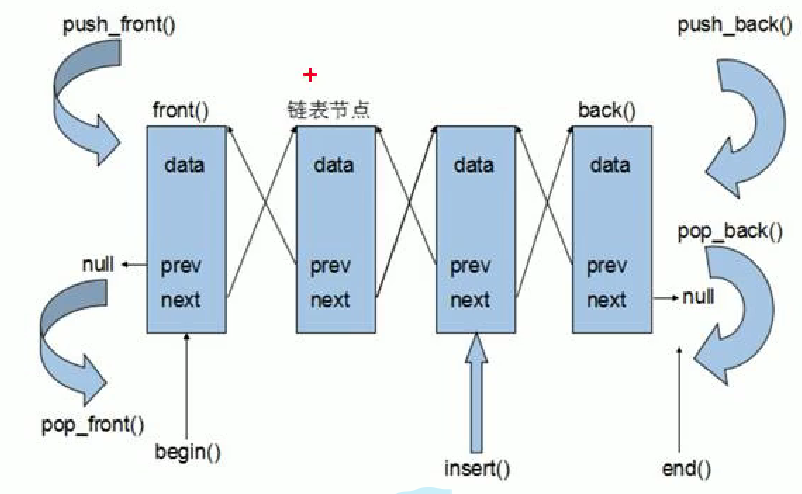 push_front()
push_back()
front()
链表节点
back()
data
data
data
data
pop_back()
null
prev
prev
prev
prev
next
next
next
next
null
pop_front()
begin()
insert()
end()